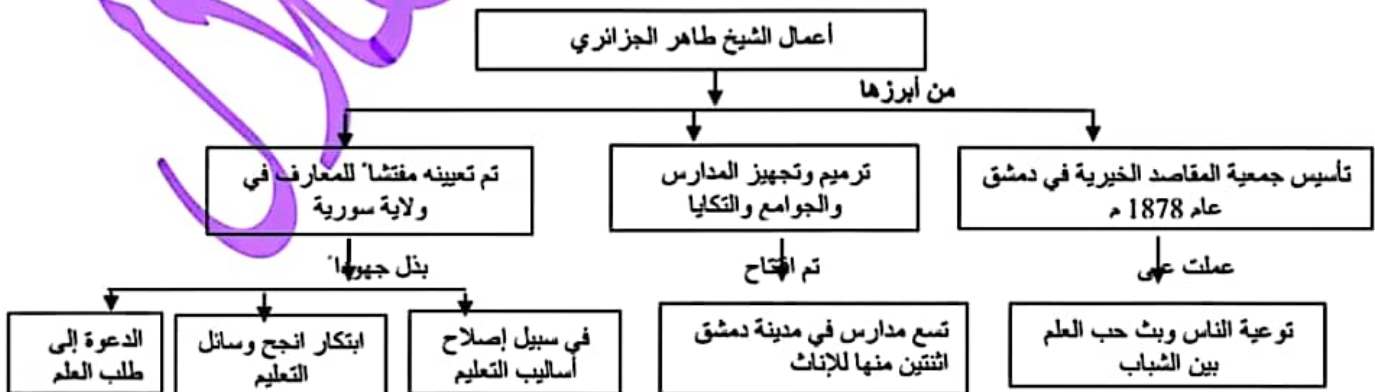 أعمال الشيخ طاهر الجزائري
من أبرزها
تأسيس جمعية المقاصد الخيرية في دمشق
عام 1878 م
ترميم وتجهيز المدارس
والجوامع والتكايا
تم تعيينه مفتشاً للمعارف في
ولاية سورية
عملت على
تم افتتاح
بذل جهوداً
توعية الناس وبث حب العلم
بين الشباب
تسع مدارس في مدينة دمشق
اثنتين منها للإناث
في سبيل إصلاح
أساليب التعليم
ابتكار انجح وسائل
التعليم
الدعوة إلى
طلب العلم